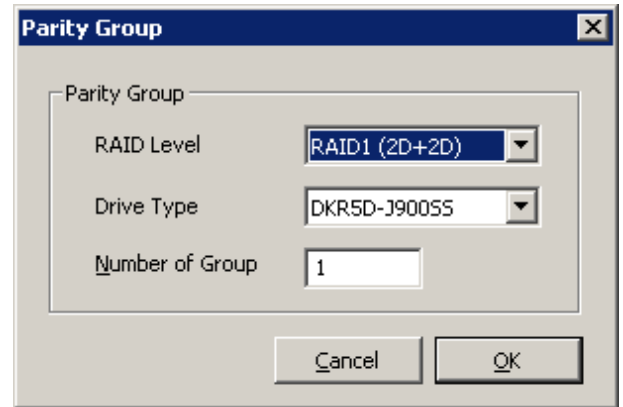 Parity Group
Parity Group
RAID Level RAID1 (2D+2D)
Drive Type DKR5D-J900SS
Number of Group 1
Cancel OK